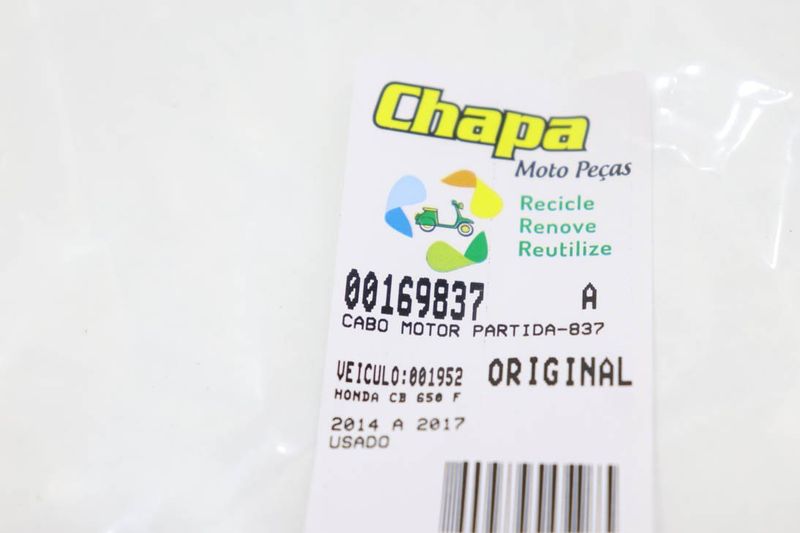 Chapa
Moto Peças
Recicle
Renove
Reutilize
00169837 A
CABO MOTOR PARTIDA-837
VEICULO:001952 ORIGINAL
HONDA CB 650 F
2014 A 2017
USADO